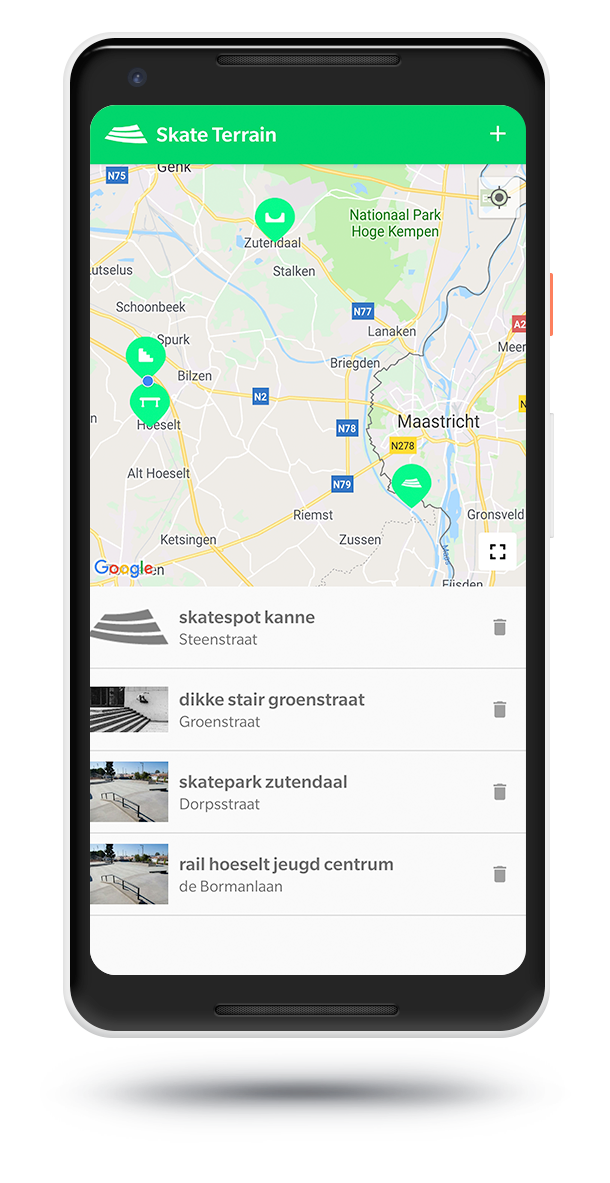 Skate Terrain
+
Genk
N75
Nationaal Park
Hoge Kempen
Zutendaal
Stalken
utselus
Schoonbeek
N77
Lanaken
A2
Spurk
Meer
Briegden
Bilzen
N2
N
n
Hoeselt
N78
Maastricht
N278
Alt Hoeselt
N79
Riemst
Gronsveld
Ketsingen
Zussen
Google
en
Maas
Eijsden
skatespot kanne
Steenstraat
dikke stair groenstraat
Groenstraat
skatepark zutendaal
Dorpsstraat
rail hoeselt jeugd centrum
de Bormanlaan